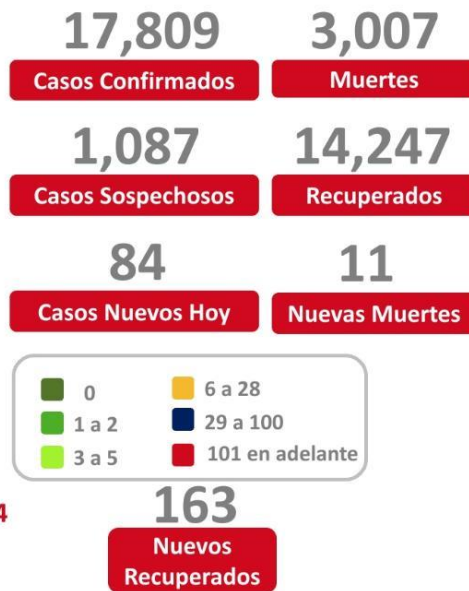 17,809 3,007
Casos Confirmados Muertes
1,087 14,247
Casos Sospechosos Recuperados
84 11
Casos Nuevos Hoy Nuevas Muertes
0 6 a 28
1 a 2 29 a 100
3 a 5 101 en adelante
4 163
Nuevos
Recuperados